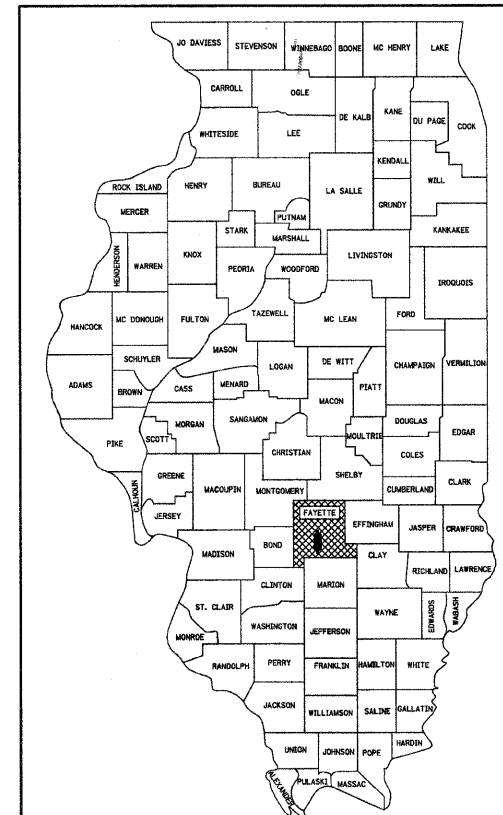 JO DAVIESS
STEVENSON
WINNEBAGO
BOONE
MC HENRY
LAKE
CARROLL
OGLE
DE KALB
KANE
DU PAGE
COOK
WHITESIDE
LEE
KENDALL
WILL
ROCK ISLAND
HENRY
BUREAU
LA SALLE
GRUNDY
MERCER
PUTNAM
KANKAKEE
STARK
MARSHALL
LIVINGSTON
HENDERSON
WARREN
KNOX
PEORIA
WOODFORD
IROQUOIS
TAZEWELL
FORD
HANCOCK
MC DONOUGH
FULTON
MC LEAN
MASON
SCHUYLER
LOGAN
DE WITT
CHAMPAIGN
VERMILION
ADAMS
BROWN
CASS
MENARD
PIATT
MACON
MORGAN
SANGAMON
DOUGLAS
PIKE
SCOTT
MOULTRIE
EDGAR
CHRISTIAN
COLES
GREENE
SHELBY
CALHOUN
MACOUPIN
MONTGOMERY
CUMBERLAND
CLARK
JERSEY
FAYETTE
EFFINGHAM
JASPER
CRAWFORD
BOND
MADISON
CLAY
RICHLAND
LAWRENCE
CLINTON
MARION
ST. CLAIR
WAYNE
EDWARDS
WABASH
WASHINGTON
JEFFERSON
MONROE
RANDOLPH
PERRY
FRANKLIN
HAMILTON
WHITE
JACKSON
WILLIAMSON
SALINE
GALLATIN
UNION
JOHNSON
POPE
HARDIN
ALEXANDER
PULASKI
MASSAC